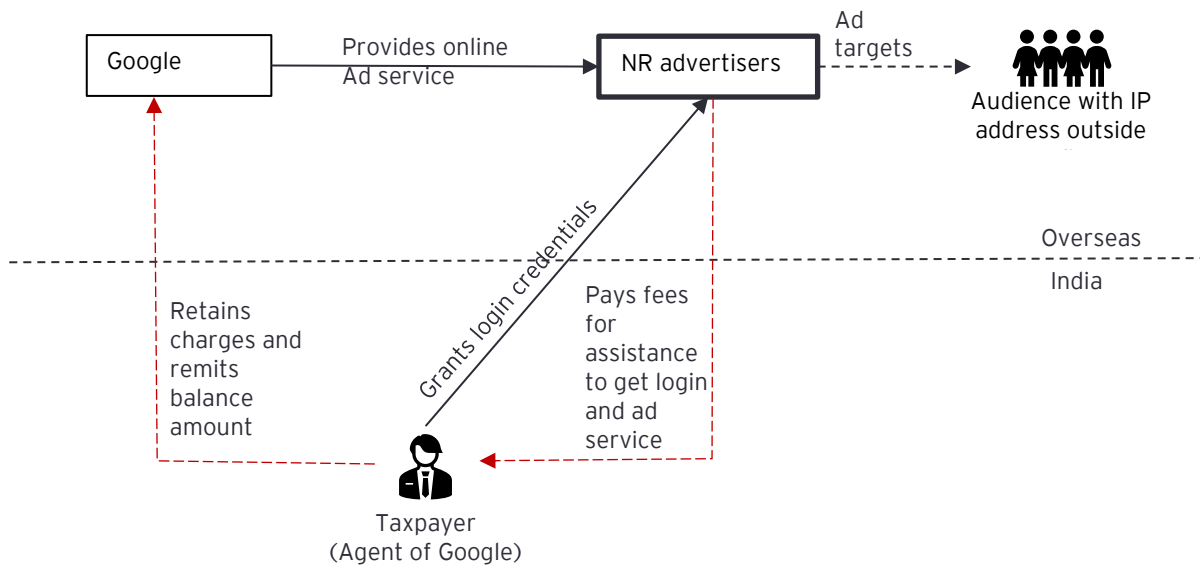 Google
Provides online
Ad service
NR advertisers
Ad
targets
Audience with IP
address outside
Overseas
India
Grants login credentials
Retains
charges and
remits
balance
amount
Pays fees
for
assistance
to get login
and ad
service
Taxpayer
(Agent of Google)